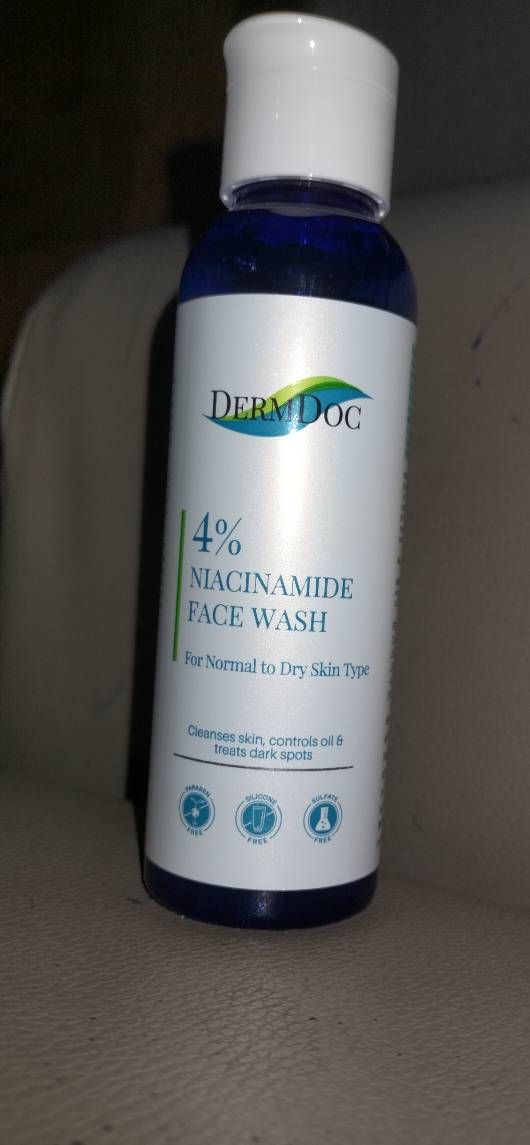 DERMDOC
4%
NIACINAMIDE
FACE WASH
For Normal to Dry Skin Type
Cleanses skin, controls oil &
treats dark spots
PARABEN
FREE
SILICONE
FREE
SULFATE
FREE